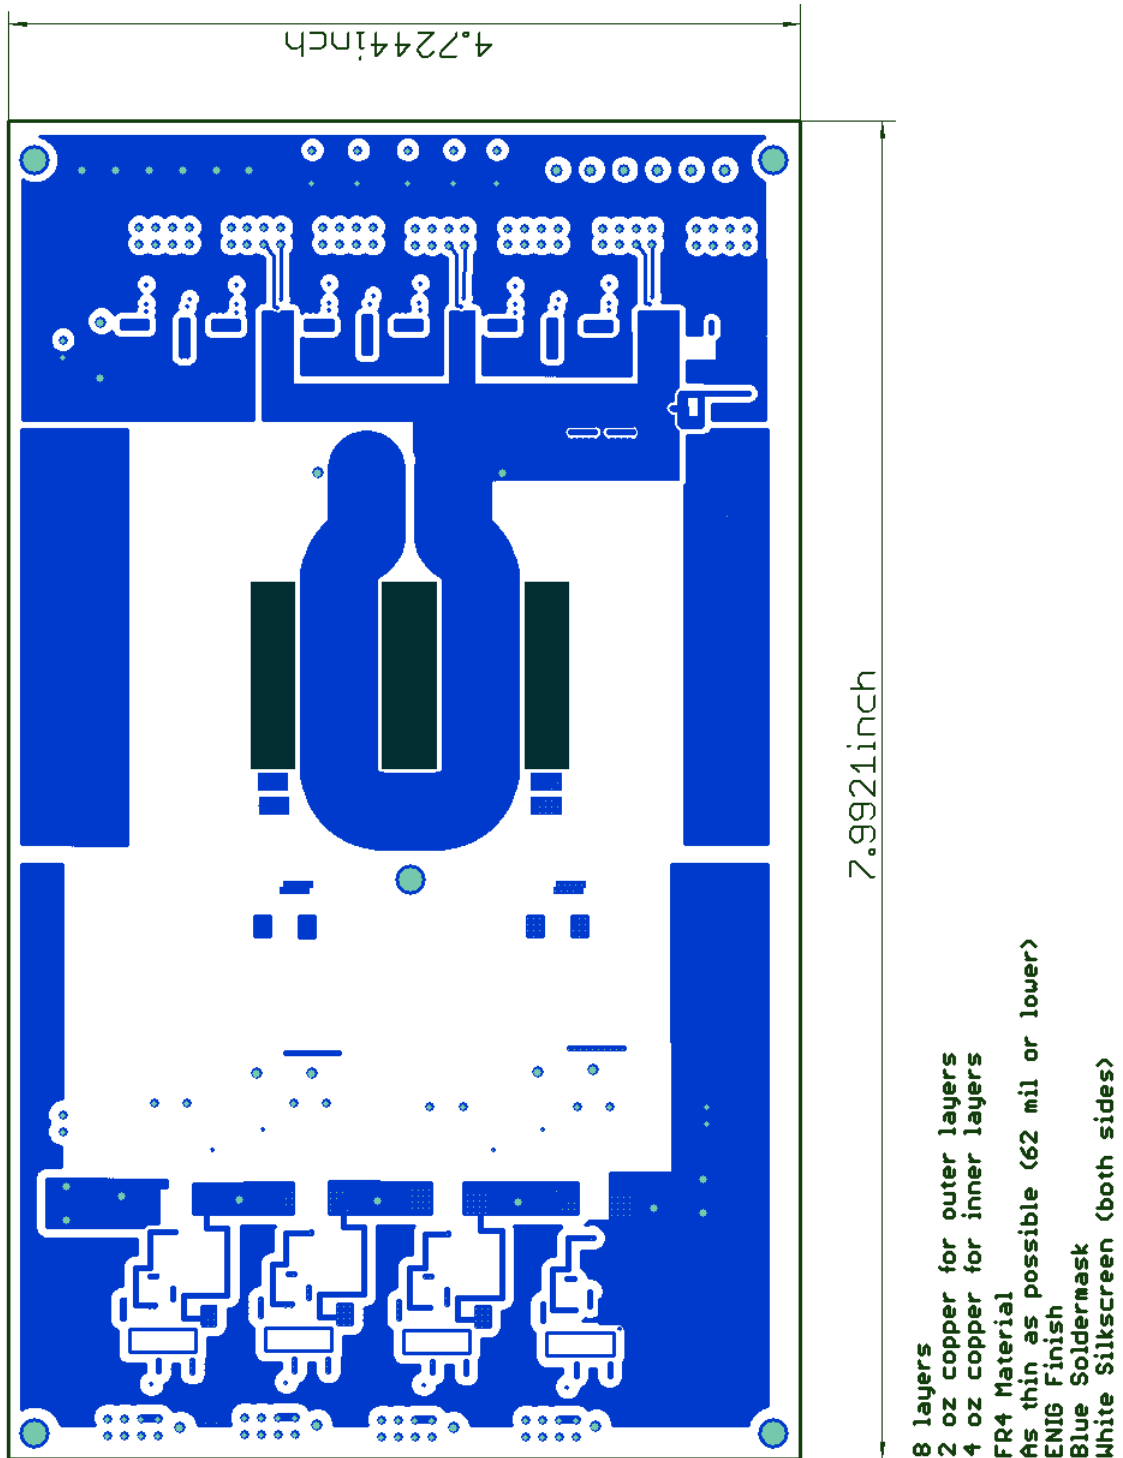 4.7244inch
7.9921inch
8 layers
2 oz copper for outer layers
4 oz copper for inner layers
FR4 Material
As thin as possible (62 mil or lower)
ENIG Finish
Blue Soldermask
White Silkscreen (both sides)